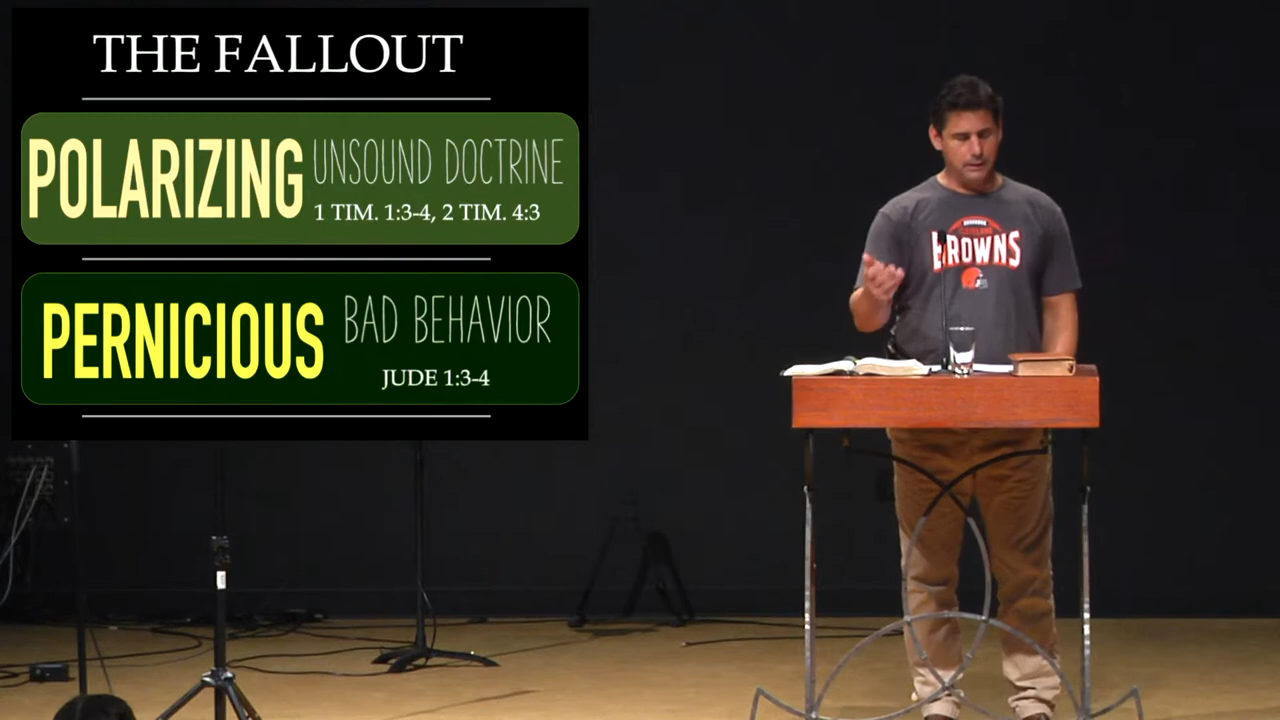 THE FALLOUT
POLARIZING UNSOUND DOCTRINE
1 TIM. 1:3-4, 2 TIM. 4:3
PERNICIOUS BAD BEHAVIOR
JUDE 1:3-4
CLEVELAND
BROWNS